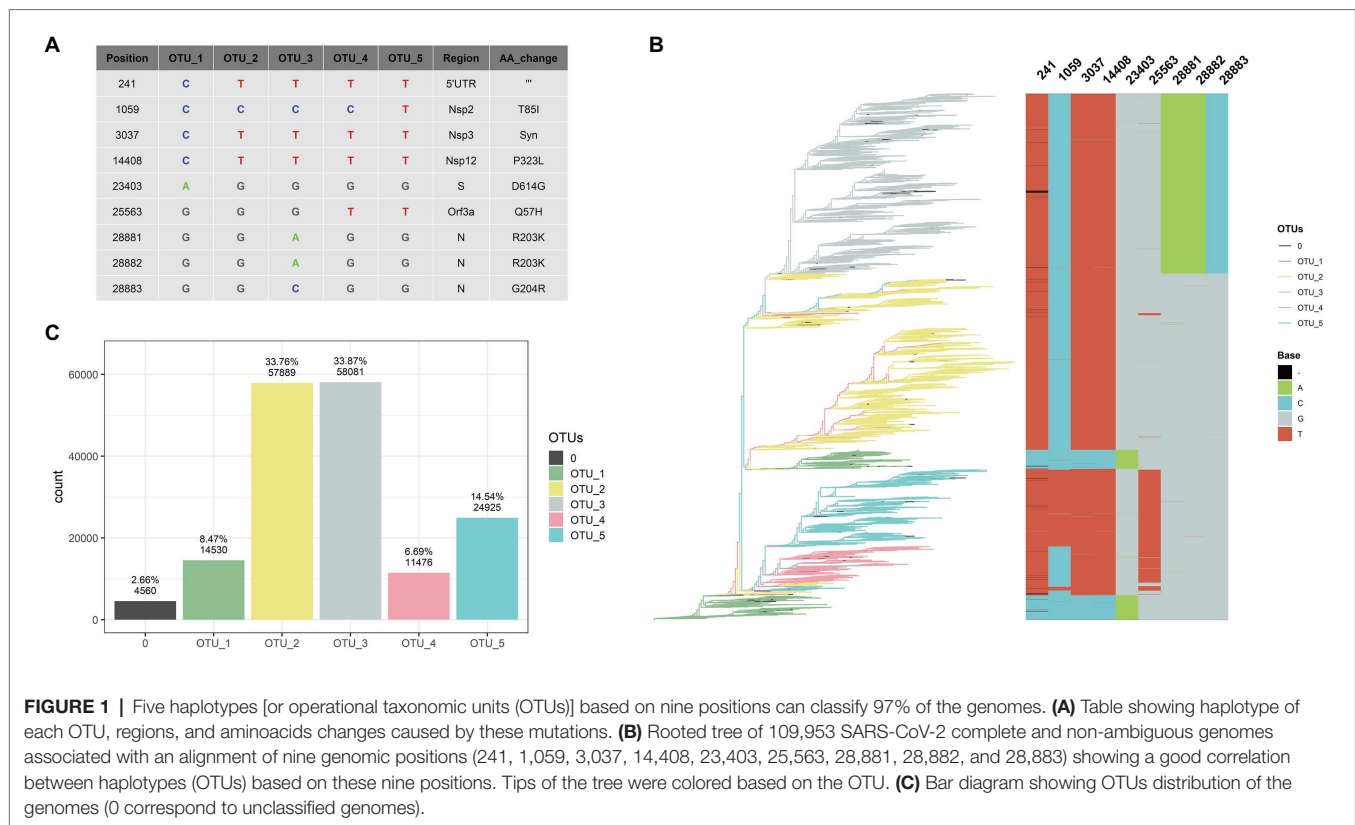 A
Position OTU_1 OTU_2 OTU_3 OTU_4 OTU_5 Region AA_change
241 C T T T T 5'UTR '"
1059 C C C C T Nsp2 T85I
3037 C T T T T Nsp3 Syn
14408 C T T T T Nsp12 P323L
23403 A G G G G S D614G
25563 G G G T T Orf3a Q57H
28881 G G A G G N R203K
28882 G G A G G N R203K
28883 G G C G G N G204R
B
241 1059 3037 14408 23403 25563 28881 28882 28883
OTUs
0
OTU_1
OTU_2
OTU_3
OTU_4
OTU_5
Base
-
A
C
G
T
C
count
60000
40000
20000
0
2.66%
4560
8.47%
14530
33.76%
57889
33.87%
58081
6.69%
11476
14.54%
24925
0 OTU_1 OTU_2 OTU_3 OTU_4 OTU_5
OTUs
0
OTU_1
OTU_2
OTU_3
OTU_4
OTU_5
FIGURE 1 | Five haplotypes [or operational taxonomic units (OTUs)] based on nine positions can classify 97% of the genomes. (A) Table showing haplotype of
each OTU, regions, and aminoacids changes caused by these mutations. (B) Rooted tree of 109,953 SARS-CoV-2 complete and non-ambiguous genomes
associated with an alignment of nine genomic positions (241, 1,059, 3,037, 14,408, 23,403, 25,563, 28,881, 28,882, and 28,883) showing a good correlation
between haplotypes (OTUs) based on these nine positions. Tips of the tree were colored based on the OTU. (C) Bar diagram showing OTUs distribution of the
genomes (0 correspond to unclassified genomes).